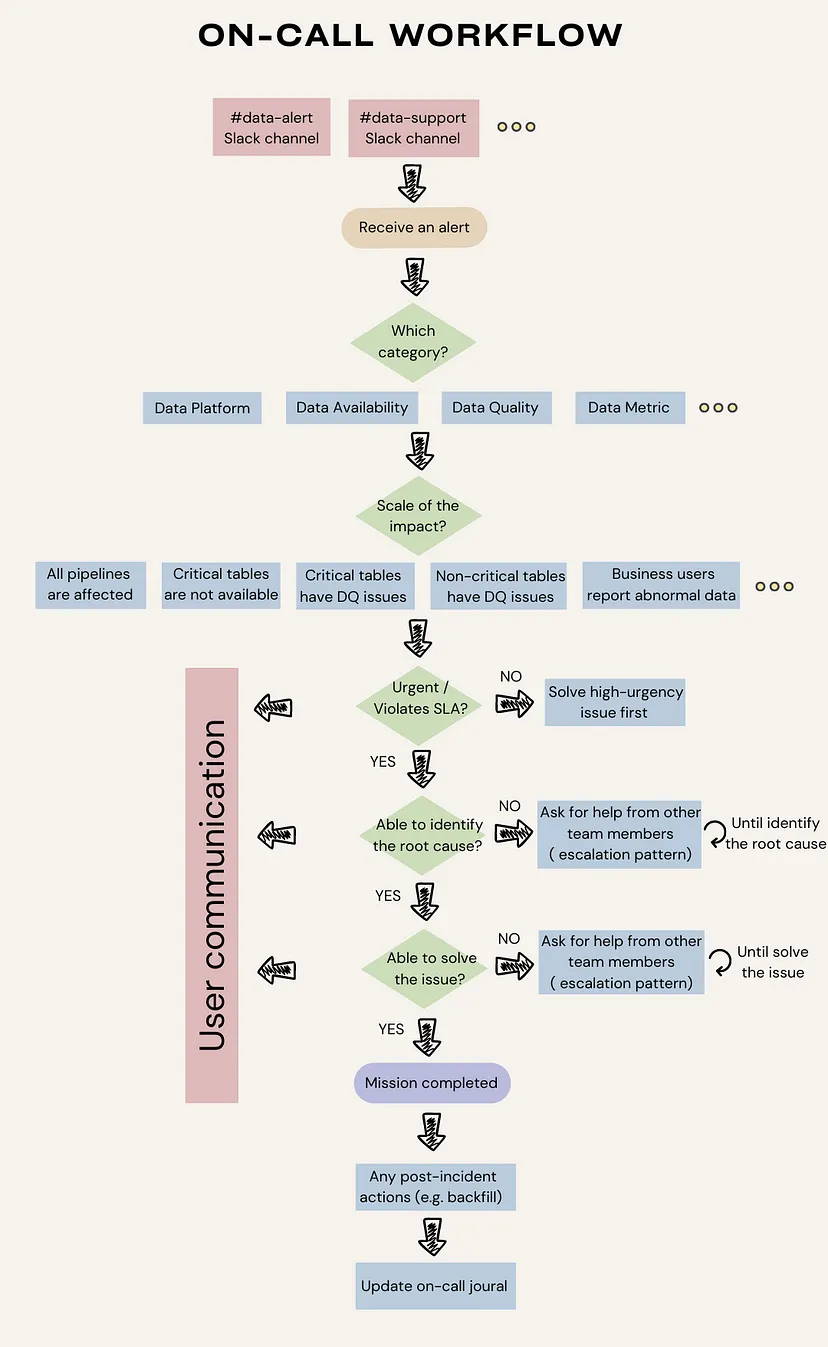 ON-CALL WORKFLOW
#data-alert
Slack channel
#data-support
Slack channel
Receive an alert
Which
category?
Data Platform
Data Availability
Data Quality
Data Metric
Scale of the
impact?
All pipelines
are affected
Critical tables
are not available
Critical tables
have DQ issues
Non-critical tables
have DQ issues
Business users
report abnormal data
Urgent /
Violates SLA?
NO
Solve high-urgency
issue first
User communication
YES
Able to identify
the root cause?
NO
Ask for help from other
team members
( escalation pattern)
Until identify
the root cause
YES
Able to solve
the issue?
NO
Ask for help from other
team members
( escalation pattern)
Until solve
the issue
YES
Mission completed
Any post-incident
actions (e.g. backfill)
Update on-call joural